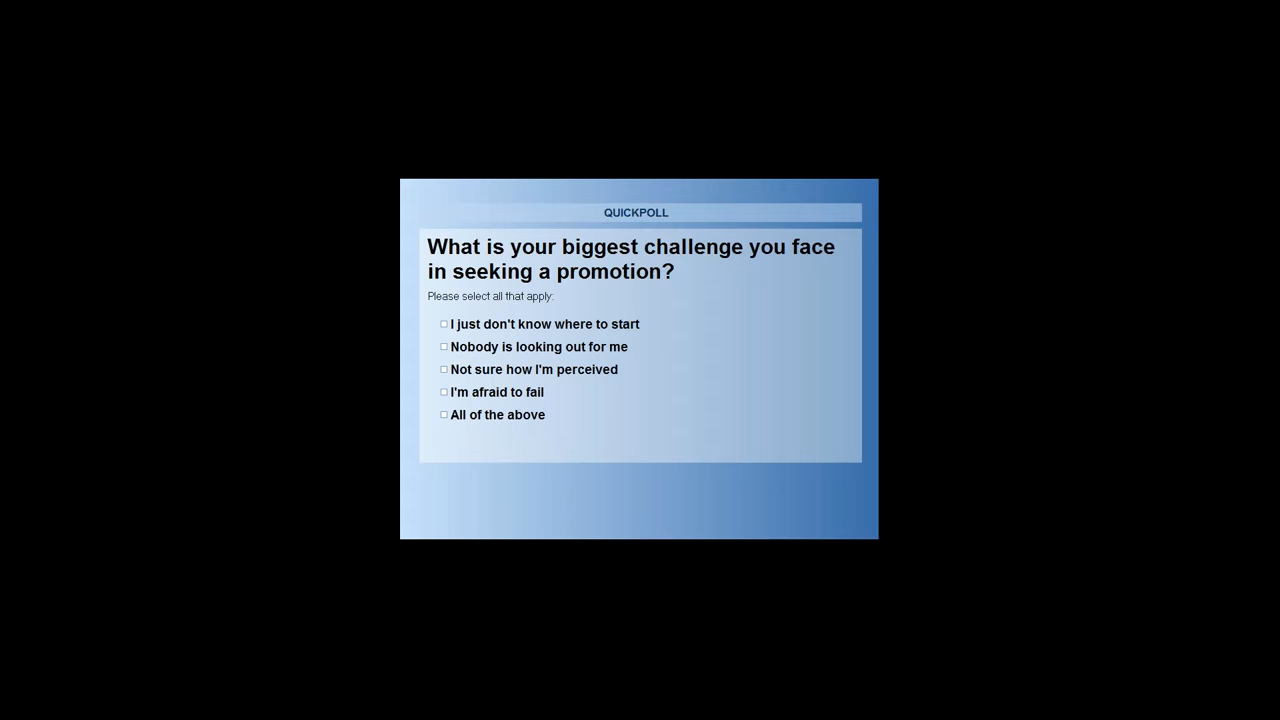 QUICKPOLL
What is your biggest challenge you face
in seeking a promotion?
Please select all that apply:
I just don't know where to start
Nobody is looking out for me
Not sure how I'm perceived
I'm afraid to fail
All of the above